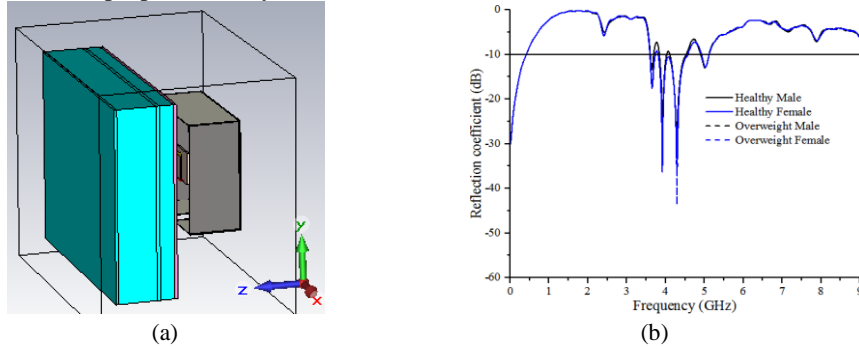 y
z
x
0
-10
-20
-30
-40
-50
-60
Reflection coefficient (dB)
Healthy Male
Healthy Female
Overweight Male
Overweight Female
0 1 2 3 4 5 6 7 8 9
Frequency (GHz)
(a)
(b)